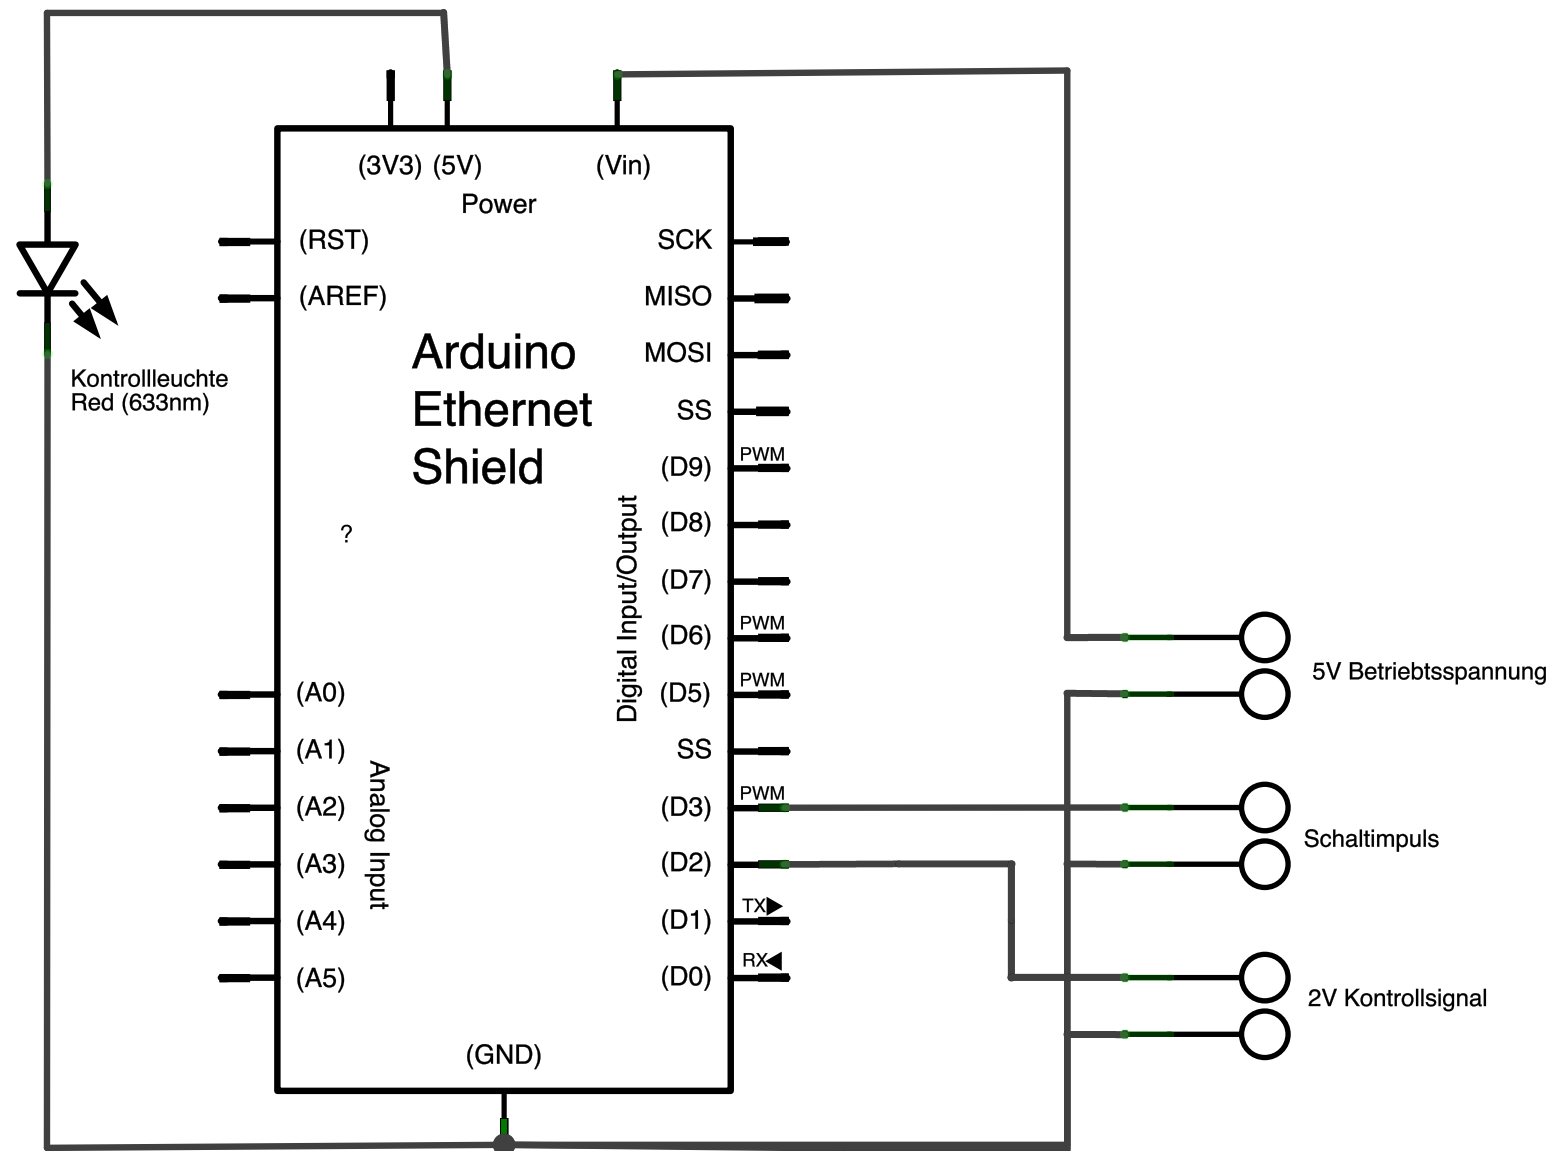 (3V3) (5V) (Vin)
Power
(RST) SCK
(AREF) MISO
Arduino
Ethernet
Shield
MOSI
SS
(D9) PWM
(D8)
(D7)
(D6) PWM
(D5) PWM
SS
(D3) PWM
(D2)
(D1) TX
(D0) RX
Digital Input/Output
?
(A0)
(A1)
(A2)
(A3)
(A4)
(A5)
Analog Input
(GND)
Kontrollleuchte
Red (633nm)
5V Betriebtsspannung
Schaltimpuls
2V Kontrollsignal